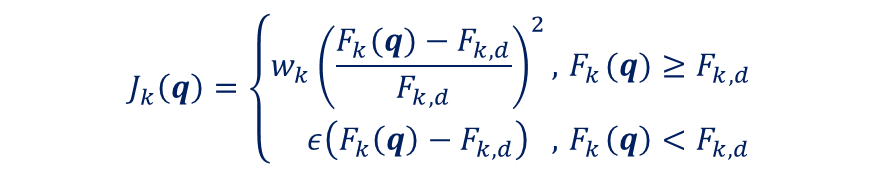 J_k(q) = { w_k ( (F_k(q) − F_{k,d}) / F_{k,d} )^2 , F_k(q) ≥ F_{k,d}
ϵ(F_k(q) − F_{k,d}) , F_k(q) < F_{k,d}